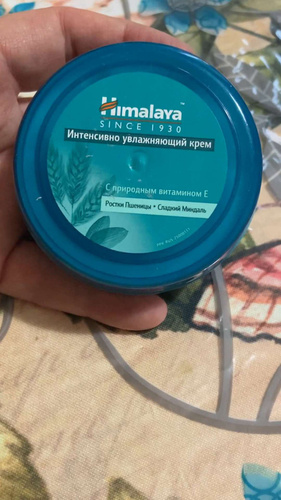 Himalaya
SINCE 1930
Интенсивно увлажняющий крем
С природным витамином Е
Ростки Пшеницы • Сладкий Миндаль